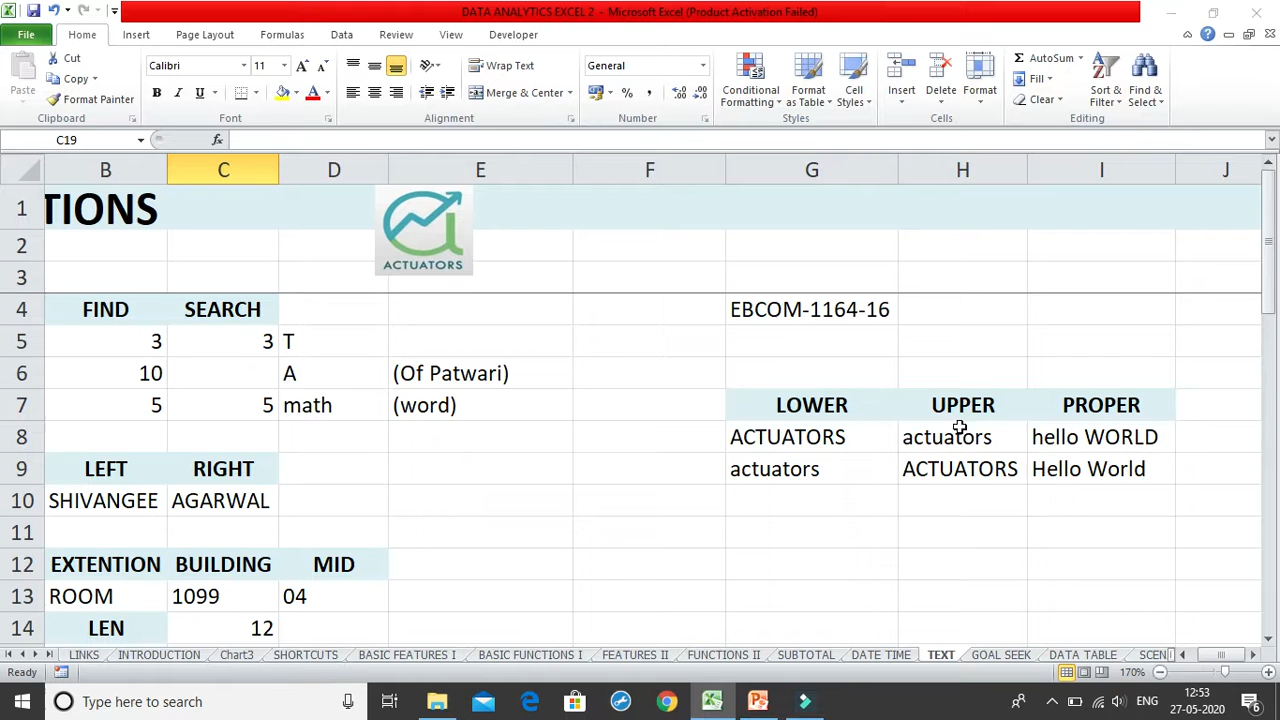 DATA ANALYTICS EXCEL 2 - Microsoft Excel (Product Activation Failed)
File Home Insert Page Layout Formulas Data Review View Developer
Cut
Copy
Format Painter
Paste
Clipboard
Calibri 11
B I U
Font
Wrap Text
Merge & Center
Alignment
General
Number
Conditional Formatting
Format as Table
Cell Styles
Styles
Insert Delete Format
Cells
AutoSum
Fill
Clear
Sort & Filter
Find & Select
Editing
C19 fx
B C D E F G H I J
1 TIONS ACTUATORS
2
3
4 FIND SEARCH EBCOM-1164-16
5 3 3 T
6 10 A (Of Patwari)
7 5 5 math (word) LOWER UPPER PROPER
8 ACTUATORS actuators hello WORLD
9 LEFT RIGHT actuators ACTUATORS Hello World
10 SHIVANGEE AGARWAL
11
12 EXTENTION BUILDING MID
13 ROOM 1099 04
14 LEN 12
LINKS INTRODUCTION Chart3 SHORTCUTS BASIC FEATURES I BASIC FUNCTIONS I FEATURES II FUNCTIONS II SUBTOTAL DATE TIME TEXT GOAL SEEK DATA TABLE SCEN
Ready 170%
Type here to search ENG 12:53
27-05-2020 6